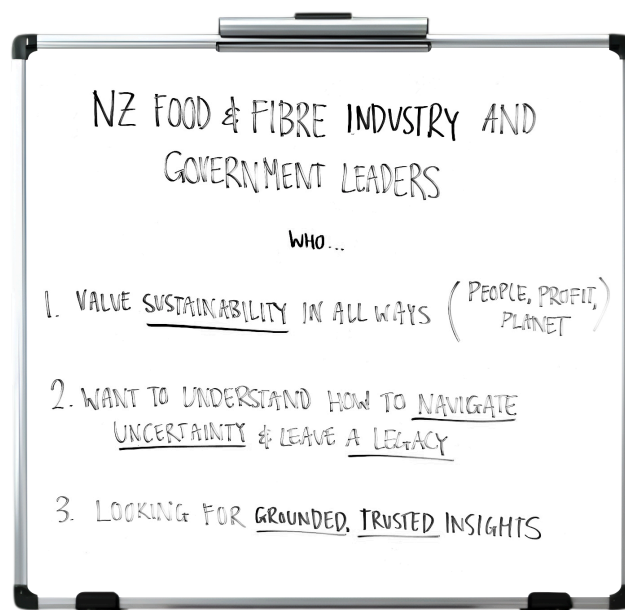 NZ FOOD & FIBRE INDUSTRY AND
GOVERNMENT LEADERS
WHO...
1. VALUE SUSTAINABILITY IN ALL WAYS (PEOPLE, PROFIT,
PLANET)
2. WANT TO UNDERSTAND HOW TO NAVIGATE
UNCERTAINTY & LEAVE A LEGACY
3. LOOKING FOR GROUNDED, TRUSTED INSIGHTS